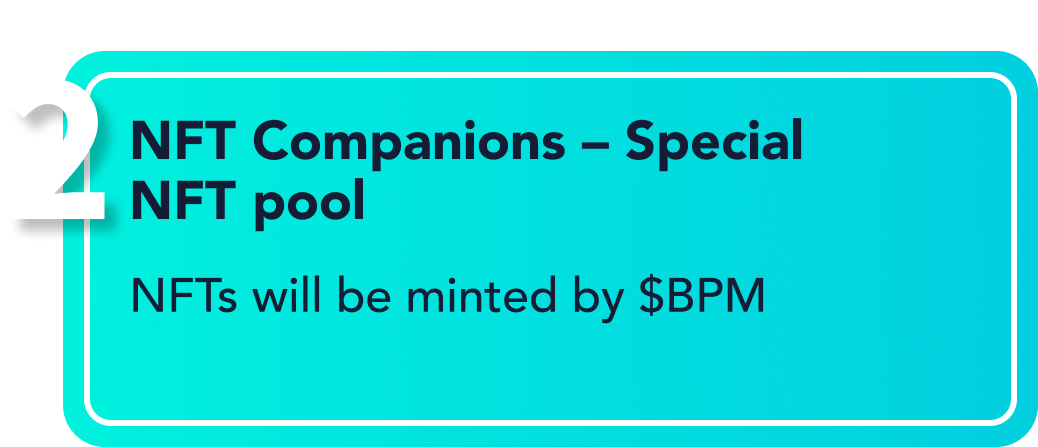 2
NFT Companions – Special
NFT pool
NFTs will be minted by $BPM